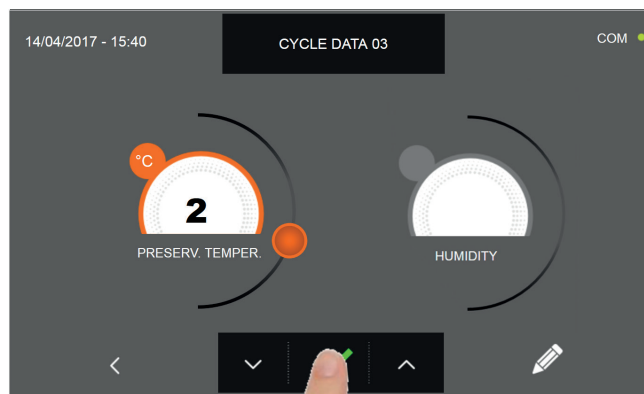 14/04/2017 - 15:40
CYCLE DATA 03
COM
°C
2
PRESERV. TEMPER.
HUMIDITY